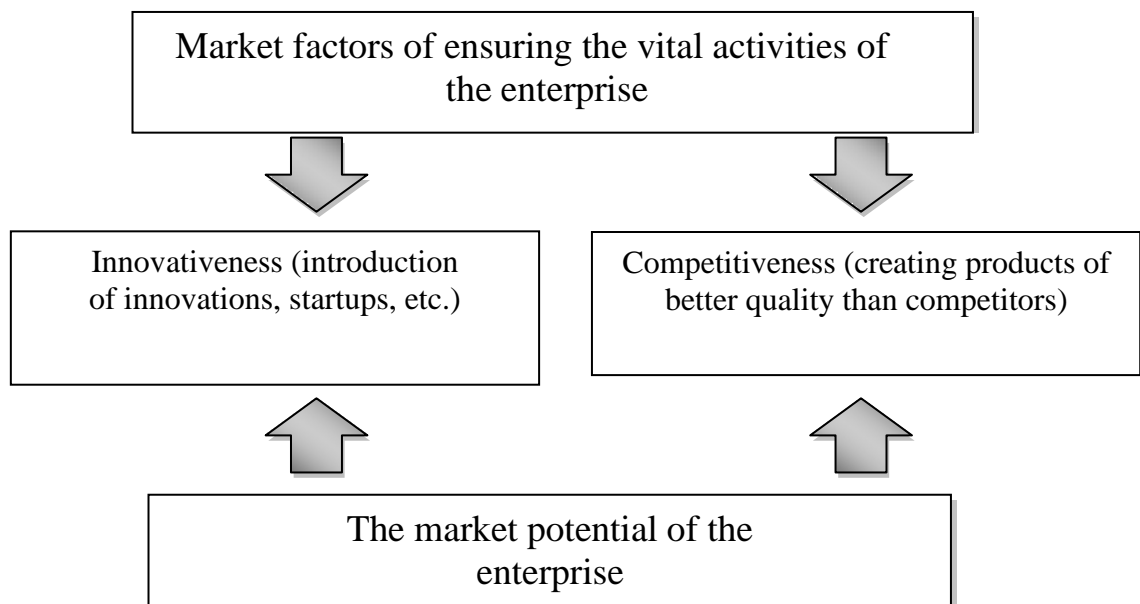 Market factors of ensuring the vital activities of
the enterprise
Innovativeness (introduction
of innovations, startups, etc.)
Competitiveness (creating products of
better quality than competitors)
The market potential of the
enterprise